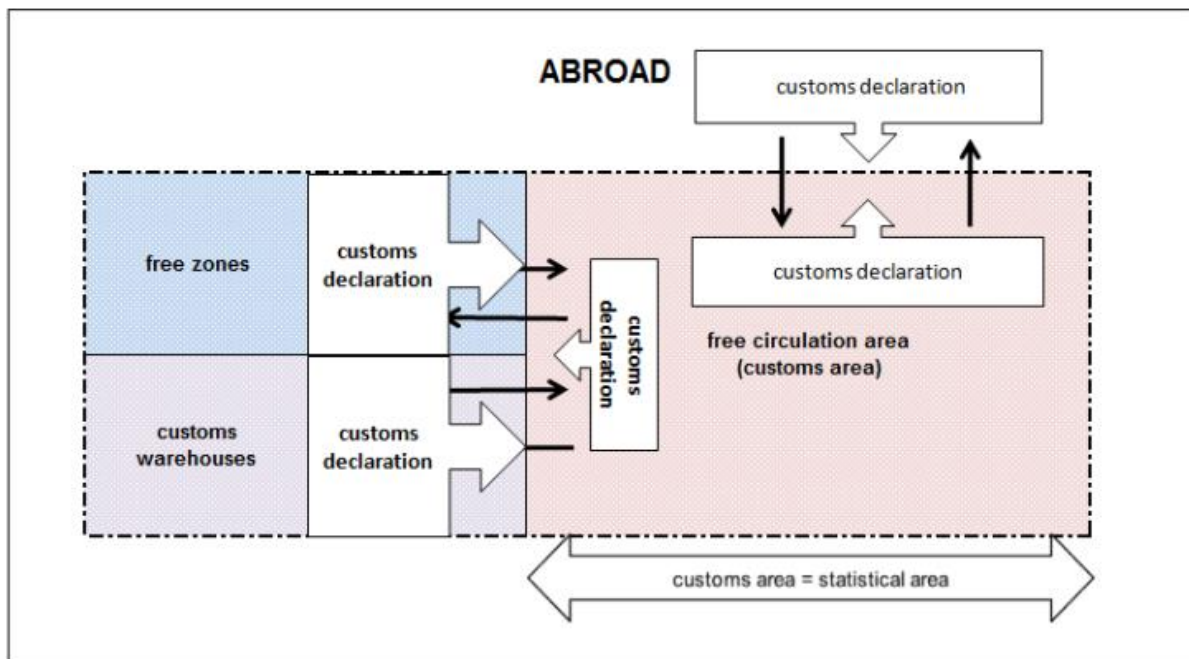 ABROAD
customs declaration
free zones
customs
declaration
customs
declaration
customs declaration
free circulation area
(customs area)
customs
warehouses
customs
declaration
customs area = statistical area